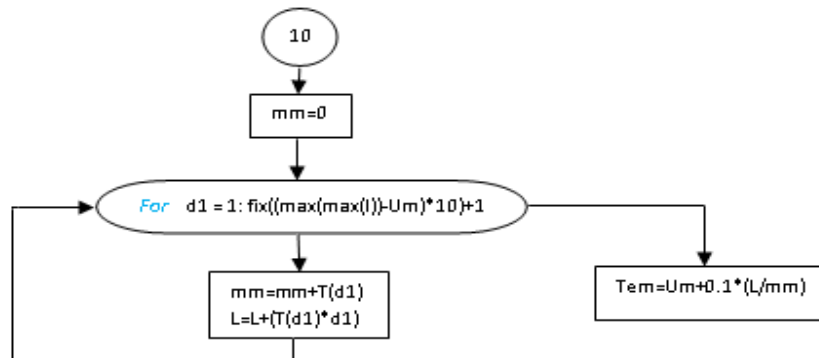 10
mm=0
For d1 = 1: fix((max(max(I))-Um)*10)+1
mm=mm+T(d1)
L=L+(T(d1)*d1)
Tem=Um+0.1*(L/mm)